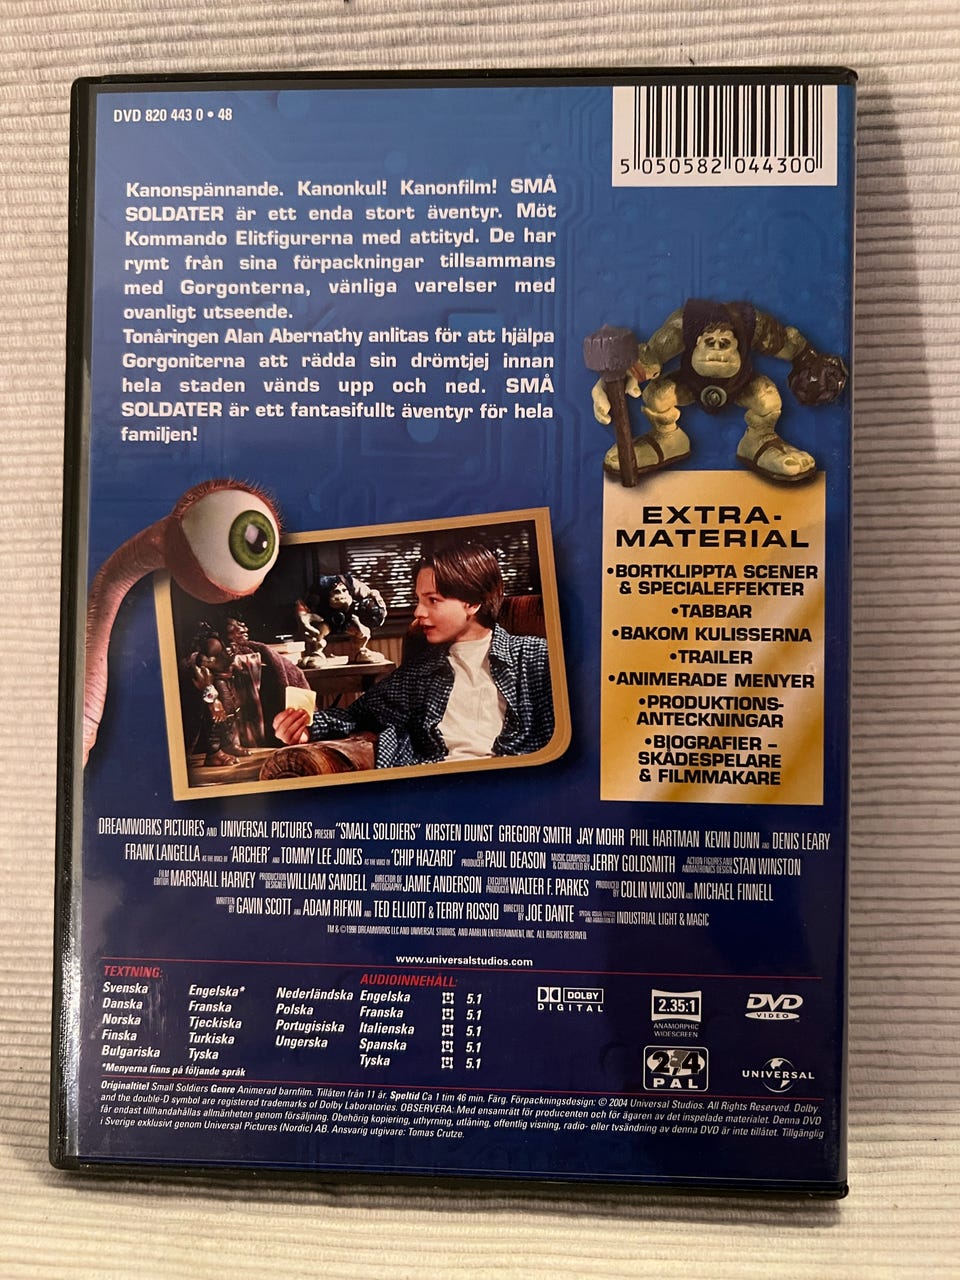 DVD 820 443 0 • 48
5 050582 044300
Kanonspännande. Kanonkul! Kanonfilm! SMÅ
SOLDATER är ett enda stort äventyr. Möt
Kommando Elitfigurerna med attityd. De har
rymt från sina förpackningar tillsammans
med Gorgonterna, vänliga varelser med
ovanligt utseende.
Tonåringen Alan Abernathy anlitas för att hjälpa
Gorgoniterna att rädda sin drömtjej innan
hela staden vänds upp och ned. SMÅ
SOLDATER är ett fantasifullt äventyr för hela
familjen!
EXTRA-
MATERIAL
•BORTKLIPPTA SCENER
& SPECIALEFFEKTER
•TABBAR
•BAKOM KULISSERNA
•TRAILER
•ANIMERADE MENYER
•PRODUKTIONS-
ANTECKNINGAR
•BIOGRAFIER –
SKÅDESPELARE
& FILMMAKARE
DREAMWORKS PICTURES AND UNIVERSAL PICTURES PRESENT "SMALL SOLDIERS" KIRSTEN DUNST GREGORY SMITH JAY MOHR PHIL HARTMAN KEVIN DUNN AND DENIS LEARY
FRANK LANGELLA AS THE VOICE OF 'ARCHER' AND TOMMY LEE JONES AS THE VOICE OF 'CHIP HAZARD' CO-PRODUCER PAUL DEASON MUSIC COMPOSED & CONDUCTED BY JERRY GOLDSMITH ACTION FIGURES AND ANIMATRONICS DESIGN STAN WINSTON
FILM EDITOR MARSHALL HARVEY PRODUCTION DESIGNER WILLIAM SANDELL DIRECTOR OF PHOTOGRAPHY JAMIE ANDERSON EXECUTIVE PRODUCER WALTER F. PARKES PRODUCED BY COLIN WILSON AND MICHAEL FINNELL
WRITTEN BY GAVIN SCOTT AND ADAM RIFKIN AND TED ELLIOTT & TERRY ROSSIO DIRECTED BY JOE DANTE SPECIAL VISUAL EFFECTS AND ANIMATION BY INDUSTRIAL LIGHT & MAGIC
TM & © 1998 DREAMWORKS LLC AND UNIVERSAL STUDIOS, AND AMBLIN ENTERTAINMENT, INC. ALL RIGHTS RESERVED.
www.universalstudios.com
TEXTNING:
Svenska
Danska
Norska
Finska
Bulgariska
Engelska*
Franska
Tjeckiska
Turkiska
Tyska
Nederländska
Polska
Portugisiska
Ungerska
*Menyerna finns på följande språk
AUDIOINNEHÅLL:
Engelska 5.1
Franska 5.1
Italienska 5.1
Spanska 5.1
Tyska 5.1
DOLBY
DIGITAL
2.35:1
ANAMORPHIC
WIDESCREEN
DVD
VIDEO
2,4
PAL
UNIVERSAL
Originaltitel Small Soldiers Genre Animerad barnfilm. Tillåten från 11 år. Speltid Ca 1 tim 46 min. Färg. Förpackningsdesign: © 2004 Universal Studios. All Rights Reserved. Dolby
and the double-D symbol are registered trademarks of Dolby Laboratories. OBSERVERA: Med ensamrätt för producenten och för ägaren av det inspelade materialet. Denna DVD
får endast tillhandahållas allmänheten genom försäljning. Obehörig kopiering, uthyrning, utlåning, offentlig visning, radio- eller tvsändning av denna DVD är inte tillåtet. Tillgänglig
i Sverige exklusivt genom Universal Pictures (Nordic) AB. Ansvarig utgivare: Tomas Crutze.